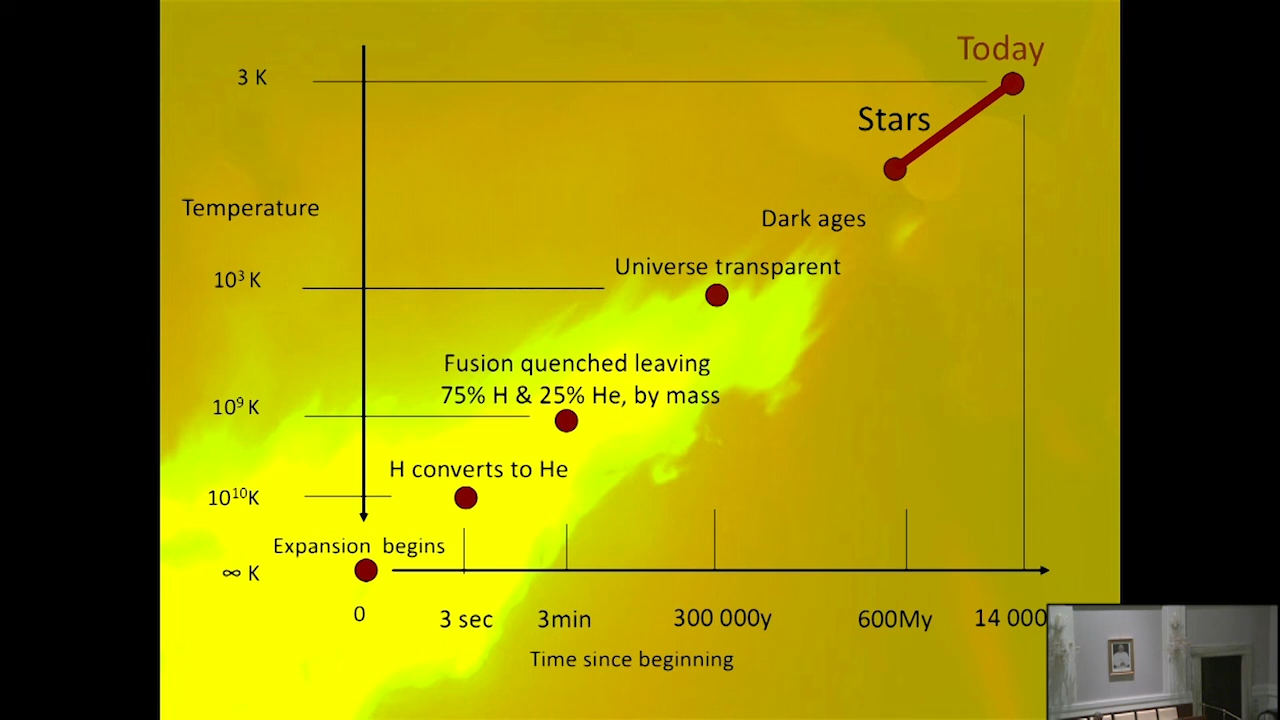 Today
3 K
Stars
Temperature
Dark ages
Universe transparent
10³ K
Fusion quenched leaving
75% H & 25% He, by mass
10⁹ K
H converts to He
10¹⁰K
Expansion begins
∞ K
0
3 sec
3min
300 000y
600My
14 000
Time since beginning